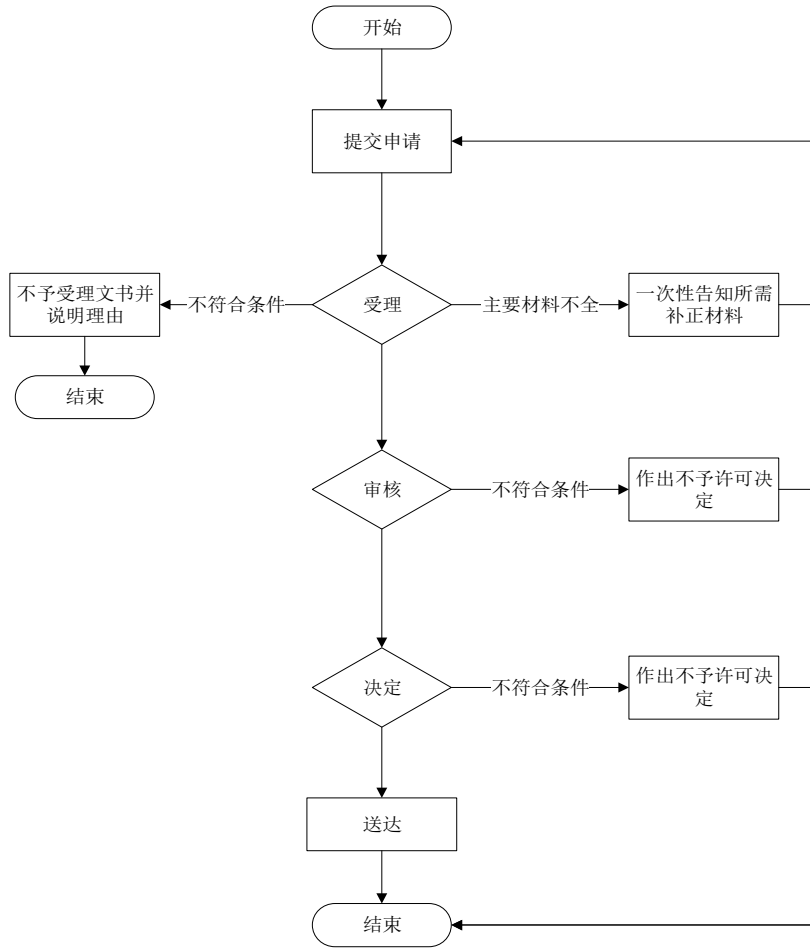 开始
提交申请
不予受理文书并
说明理由
不符合条件
受理
主要材料不全
一次性告知所需
补正材料
结束
审核
不符合条件
作出不予许可决
定
决定
不符合条件
作出不予许可决
定
送达
结束